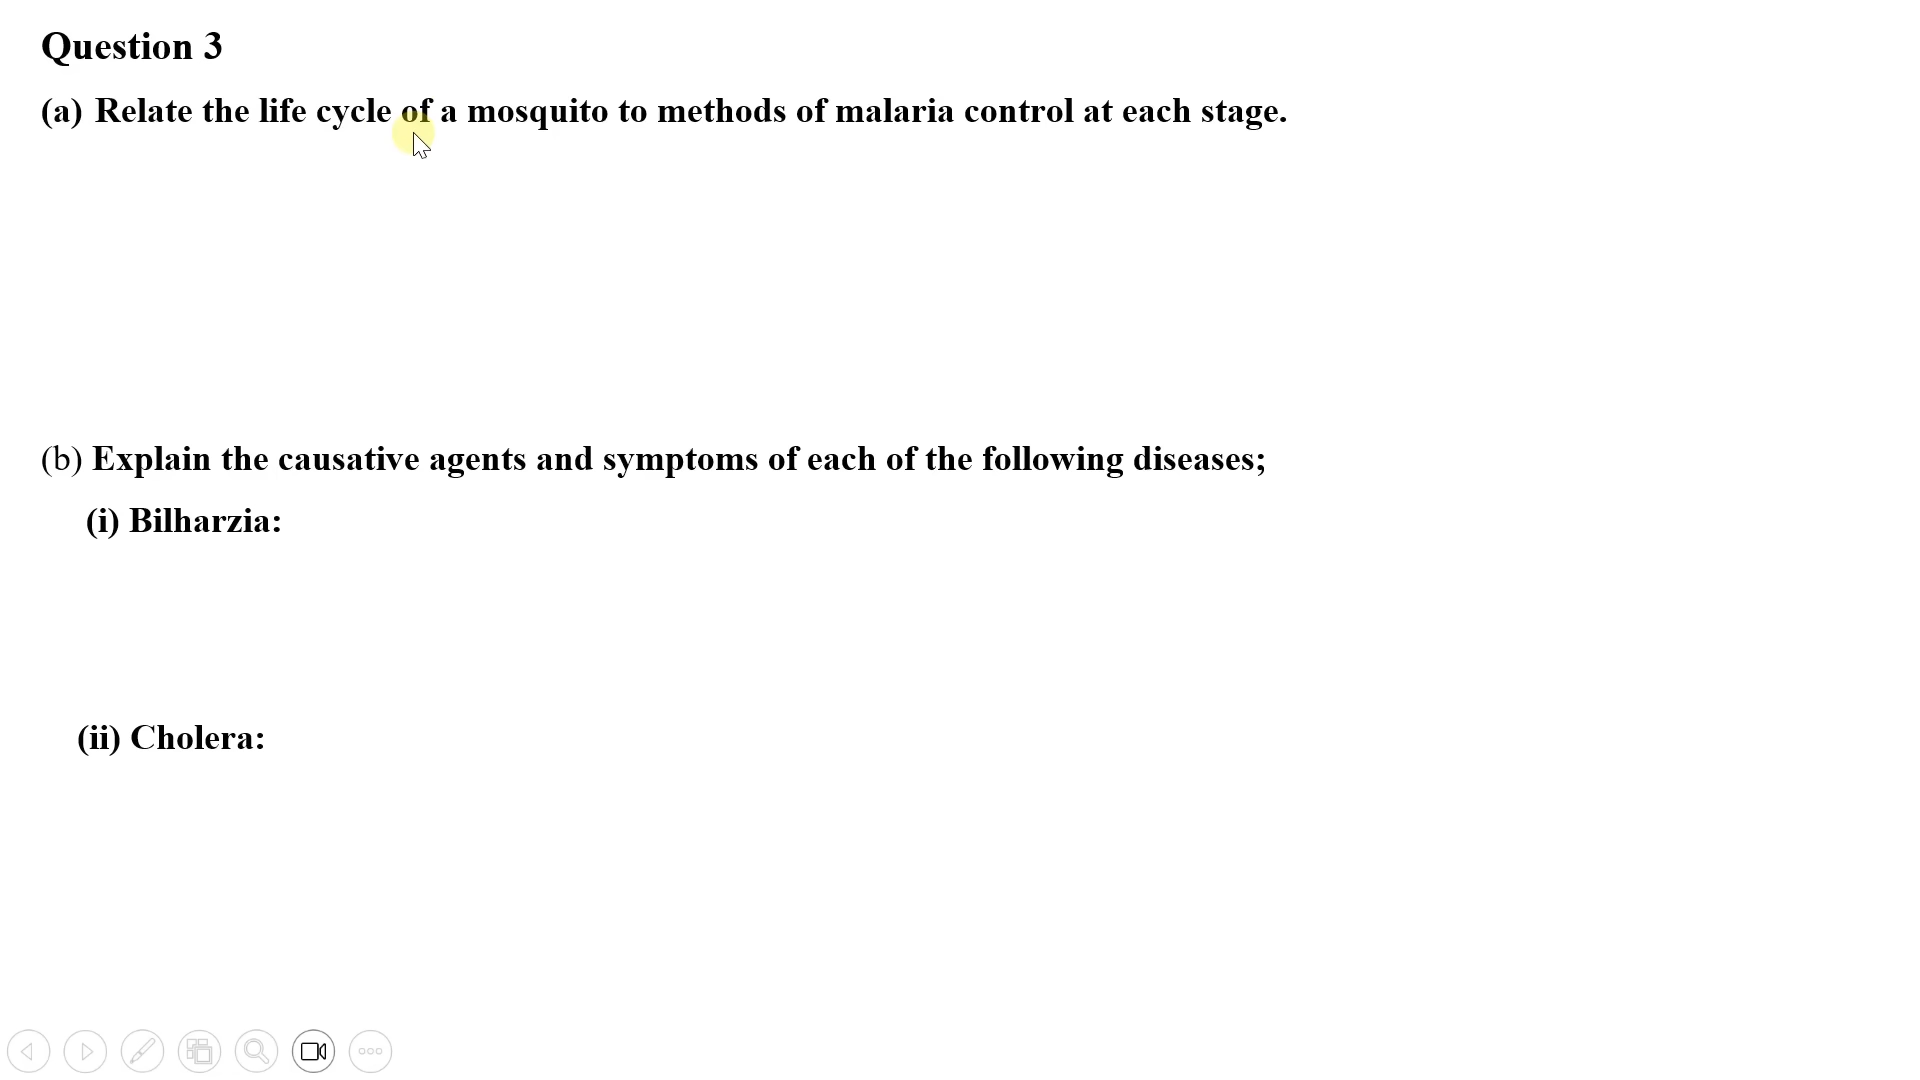 Question 3
(a) Relate the life cycle of a mosquito to methods of malaria control at each stage.
(b) Explain the causative agents and symptoms of each of the following diseases;
(i) Bilharzia:
(ii) Cholera: